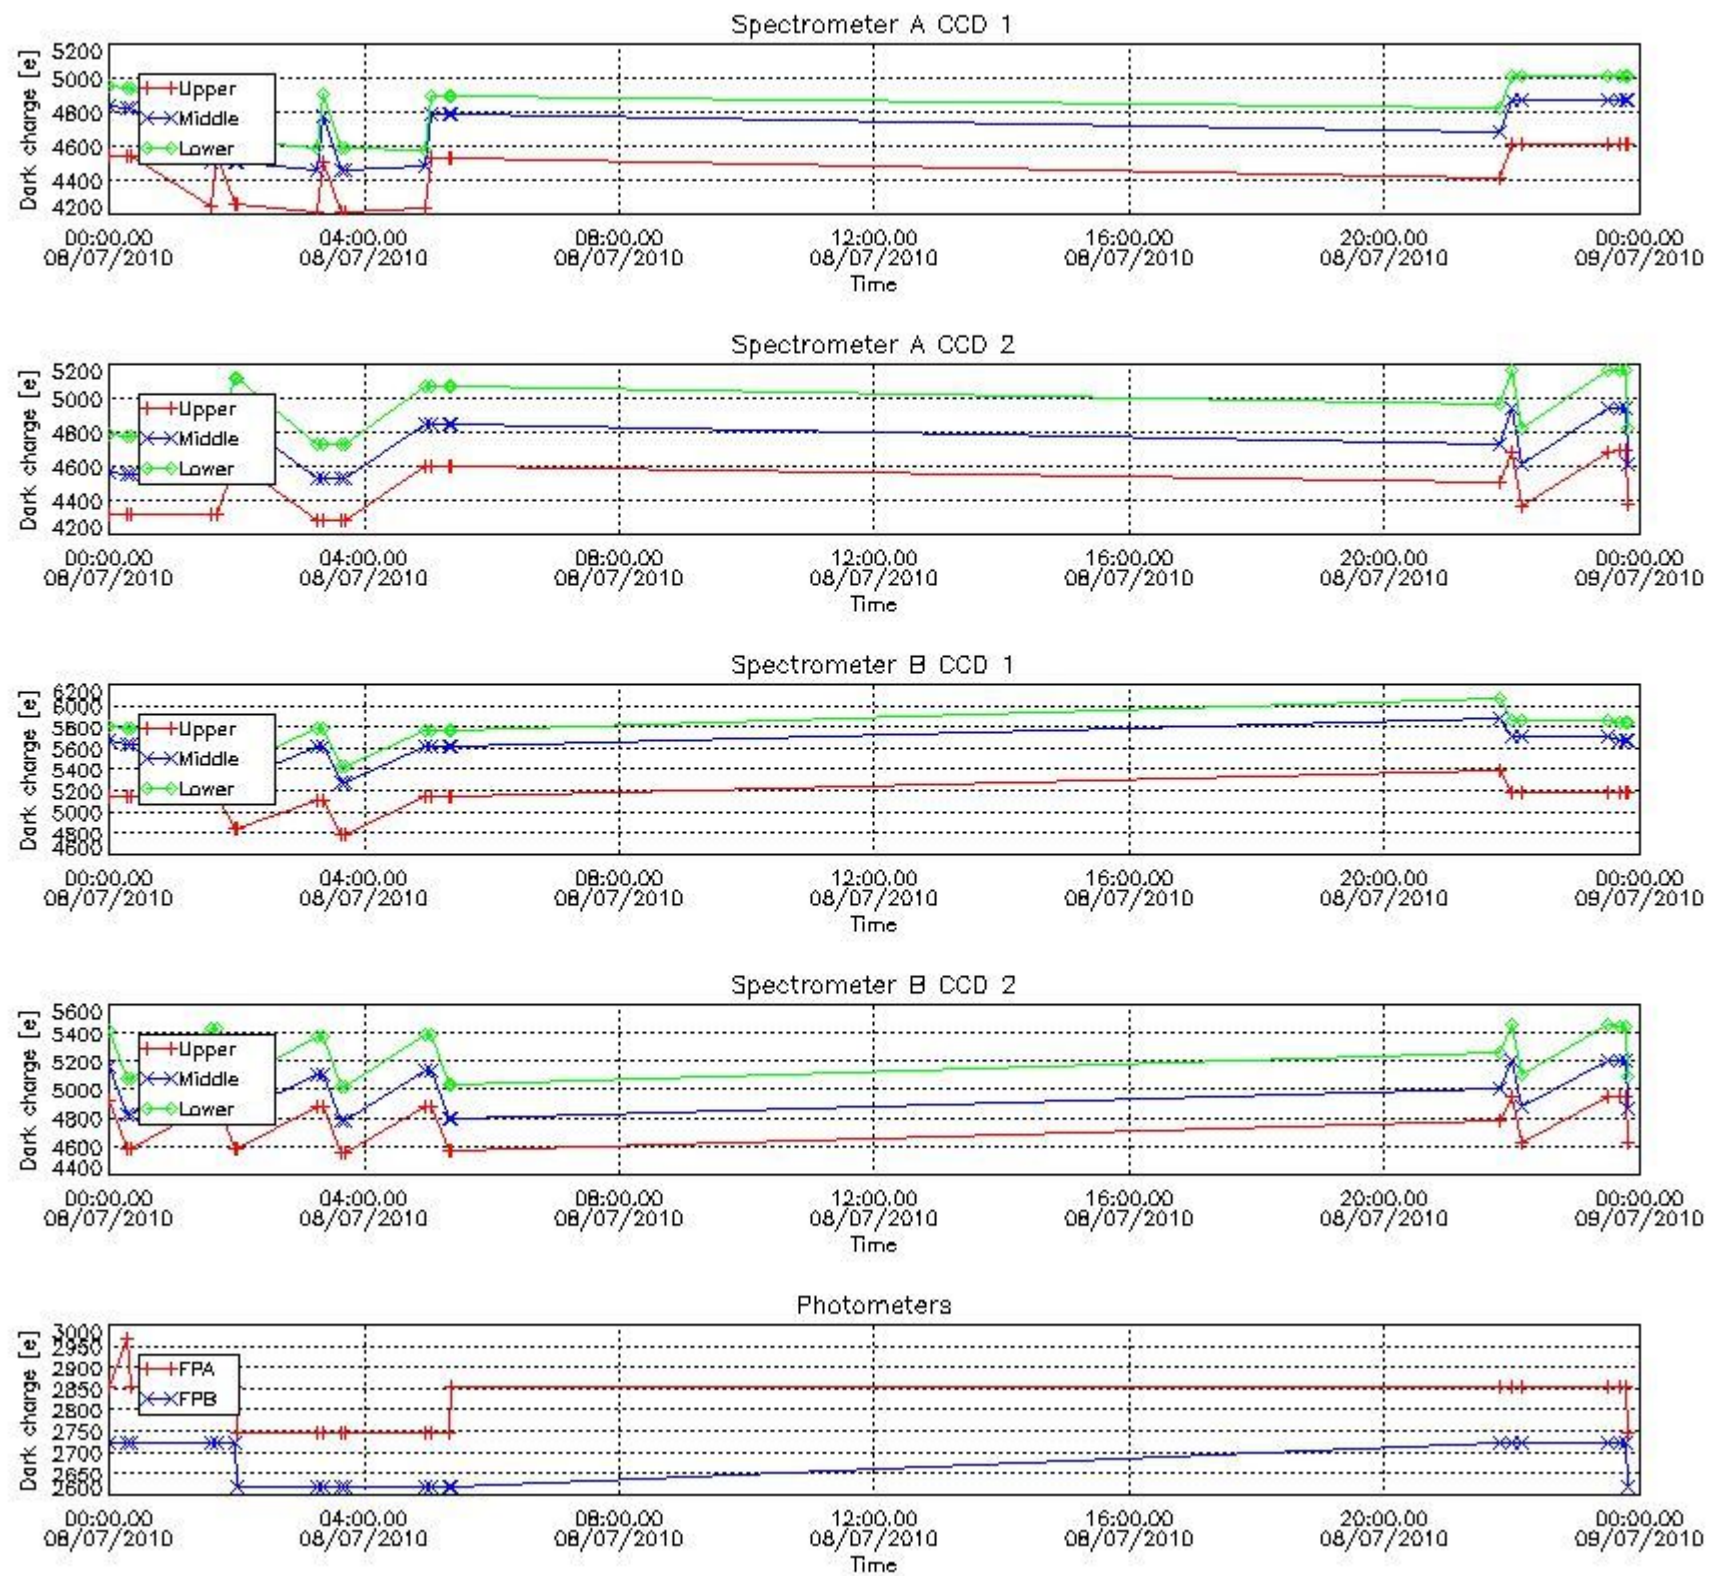 Spectrometer A CCD 1
Dark charge [e]
5200
5000
4800
4600
4400
4200
Upper
Middle
Lower
00:00.00 04:00.00 08:00.00 12:00.00 16:00.00 20:00.00 00:00.00
08/07/2010 08/07/2010 08/07/2010 08/07/2010 08/07/2010 08/07/2010 09/07/2010
Time
Spectrometer A CCD 2
Dark charge [e]
5200
5000
4800
4600
4400
4200
Upper
Middle
Lower
00:00.00 04:00.00 08:00.00 12:00.00 16:00.00 20:00.00 00:00.00
08/07/2010 08/07/2010 08/07/2010 08/07/2010 08/07/2010 08/07/2010 09/07/2010
Time
Spectrometer B CCD 1
Dark charge [e]
6200
6000
5800
5600
5400
5200
5000
4800
4600
Upper
Middle
Lower
00:00.00 04:00.00 08:00.00 12:00.00 16:00.00 20:00.00 00:00.00
08/07/2010 08/07/2010 08/07/2010 08/07/2010 08/07/2010 08/07/2010 09/07/2010
Time
Spectrometer B CCD 2
Dark charge [e]
5600
5400
5200
5000
4800
4600
4400
Upper
Middle
Lower
00:00.00 04:00.00 08:00.00 12:00.00 16:00.00 20:00.00 00:00.00
08/07/2010 08/07/2010 08/07/2010 08/07/2010 08/07/2010 08/07/2010 09/07/2010
Time
Photometers
Dark charge [e]
3000
2950
2900
2850
2800
2750
2700
2650
2600
FPA
FPB
00:00.00 04:00.00 08:00.00 12:00.00 16:00.00 20:00.00 00:00.00
08/07/2010 08/07/2010 08/07/2010 08/07/2010 08/07/2010 08/07/2010 09/07/2010
Time